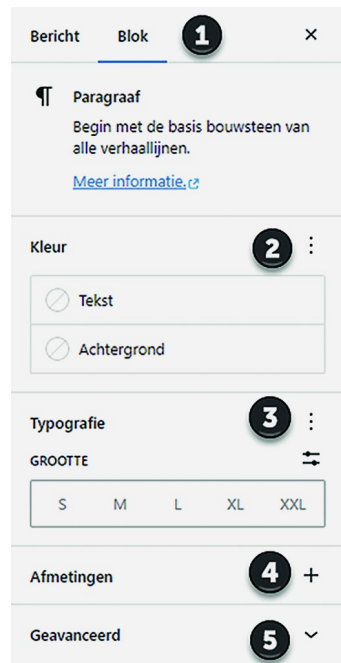 Bericht Blok 1 ×
¶ Paragraaf
Begin met de basis bouwsteen van
alle verhaallijnen.
Meer informatie.
Kleur 2
Tekst
Achtergrond
Typografie 3
GROOTTE
S M L XL XXL
Afmetingen 4 +
Geavanceerd 5